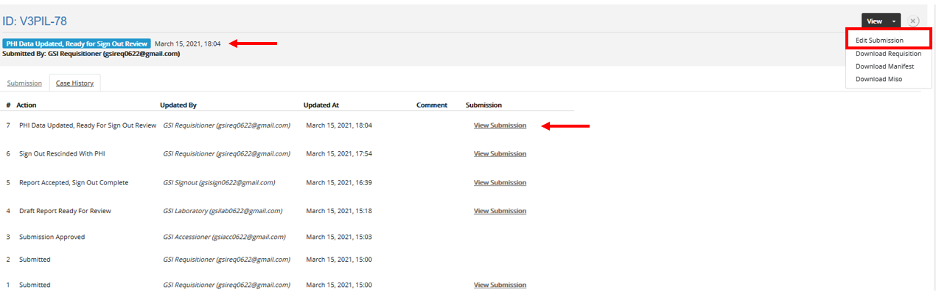 ID: V3PIL-78
View
PHI Data Updated, Ready for Sign Out Review March 15, 2021, 18:04
Edit Submission
Submitted By: GSI Requisitioner (gsireq0622@gmail.com)
Download Requisition
Download Manifest
Download Miso
Submission Case History
# Action Updated By Updated At Comment Submission
7 PHI Data Updated, Ready For Sign Out Review GSI Requisitioner (gsireq0622@gmail.com) March 15, 2021, 18:04 View Submission
6 Sign Out Rescinded With PHI GSI Requisitioner (gsireq0622@gmail.com) March 15, 2021, 17:54 View Submission
5 Report Accepted, Sign Out Complete GSI Signout (gsisign0622@gmail.com) March 15, 2021, 16:39 View Submission
4 Draft Report Ready For Review GSI Laboratory (gsilab0622@gmail.com) March 15, 2021, 15:18 View Submission
3 Submission Approved GSI Accessioner (gsiacc0622@gmail.com) March 15, 2021, 15:03
2 Submitted GSI Requisitioner (gsireq0622@gmail.com) March 15, 2021, 15:00
1 Submitted GSI Requisitioner (gsireq0622@gmail.com) March 15, 2021, 15:00 View Submission